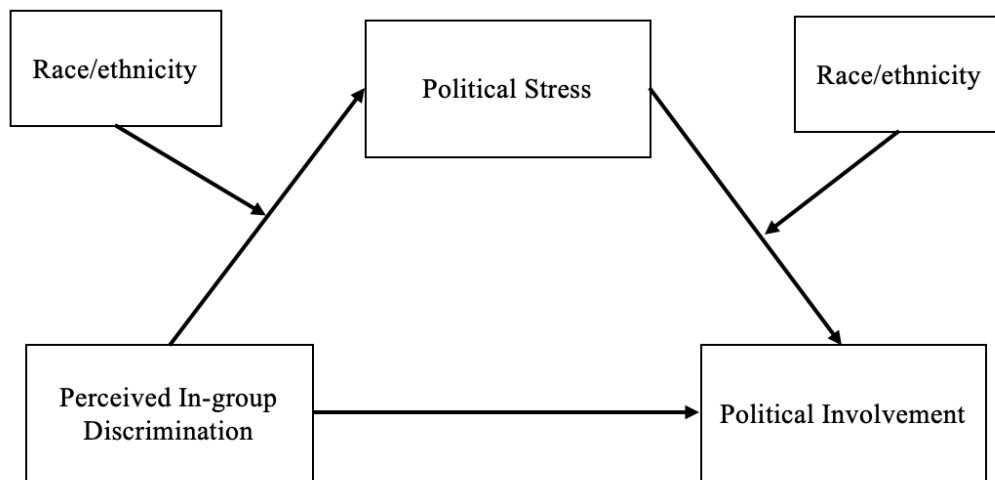 Race/ethnicity
Political Stress
Race/ethnicity
Perceived In-group
Discrimination
Political Involvement